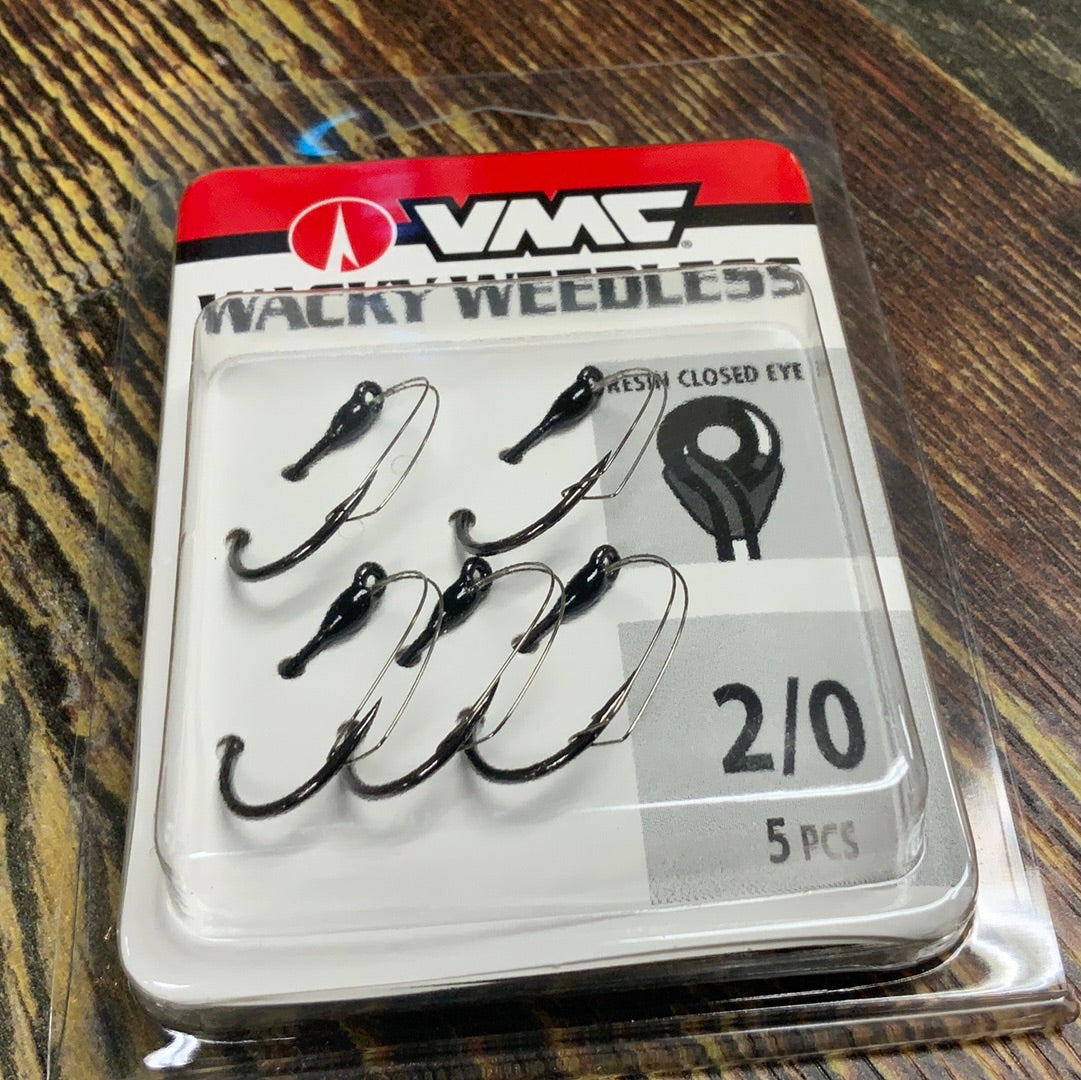 VMC®
WACKY WEEDLESS
RESIN CLOSED EYE
2/0
5 PCS